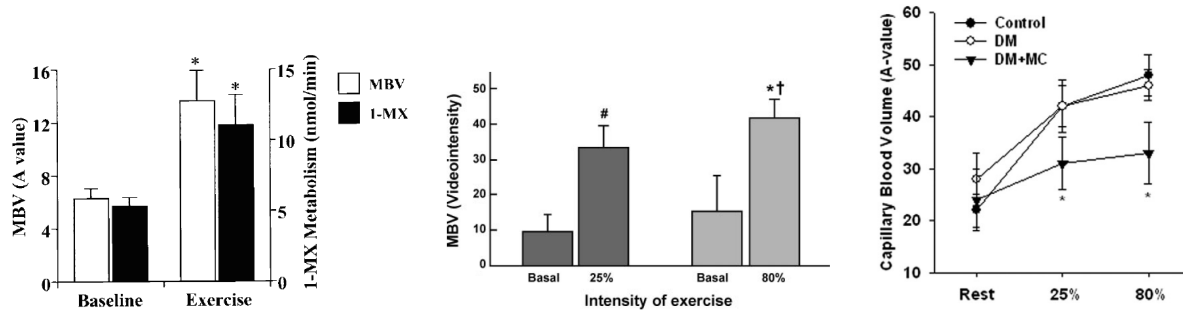 MBV (A value)
16
12
8
4
0
*
*
Baseline
Exercise
15
10
5
0
1-MX Metabolism (nmol/min)
MBV
1-MX
MBV (Videointensity)
50
40
30
20
10
0
#
*†
Basal
25%
Basal
80%
Intensity of exercise
Capillary Blood Volume (A-value)
60
50
40
30
20
10
Control
DM
DM+MC
*
*
Rest
25%
80%